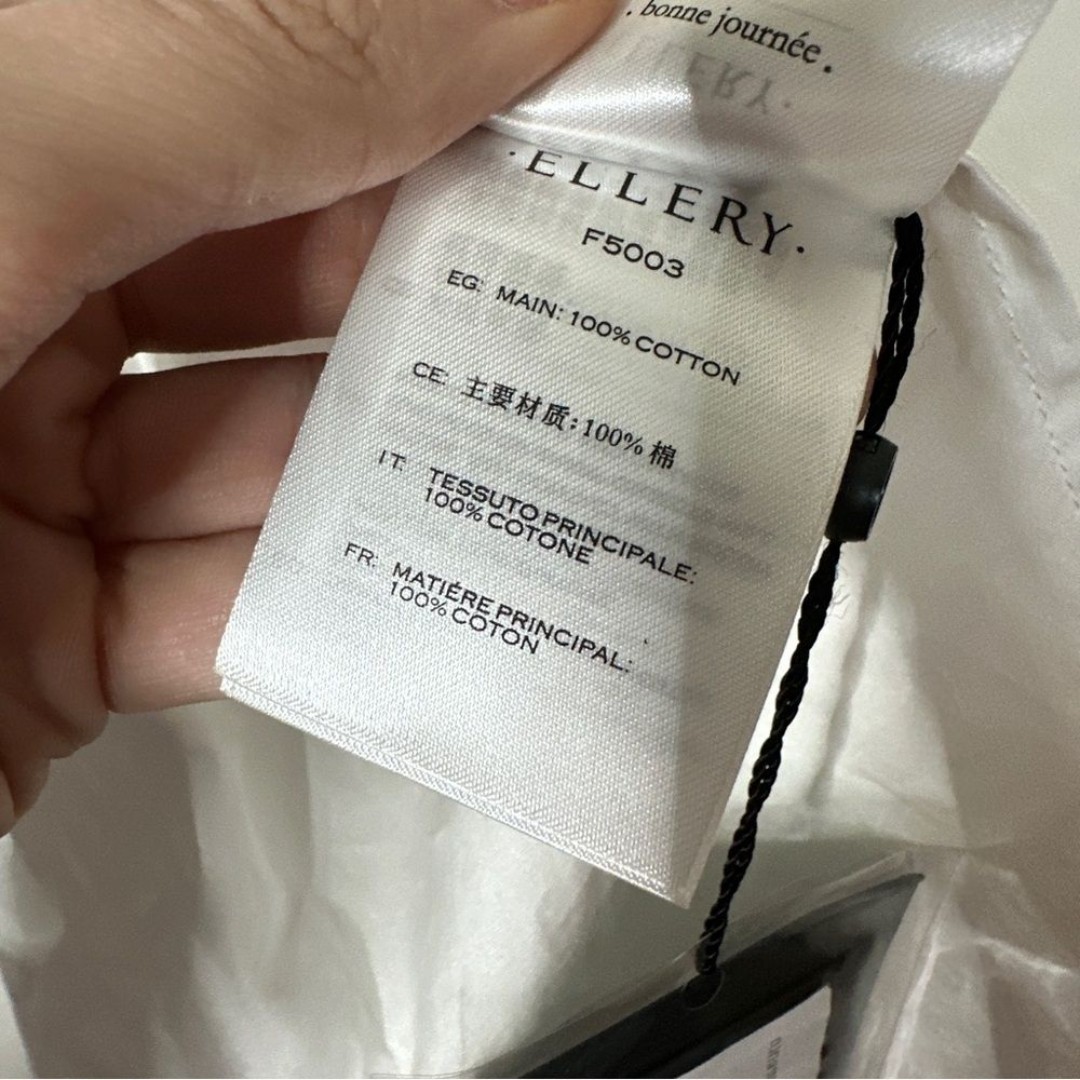 . bonne journée.
·ELLERY·
F5003
EG: MAIN: 100% COTTON
CE: 主要材质:100% 棉
IT: TESSUTO PRINCIPALE:
100% COTONE
FR: MATIÉRE PRINCIPAL:
100% COTON